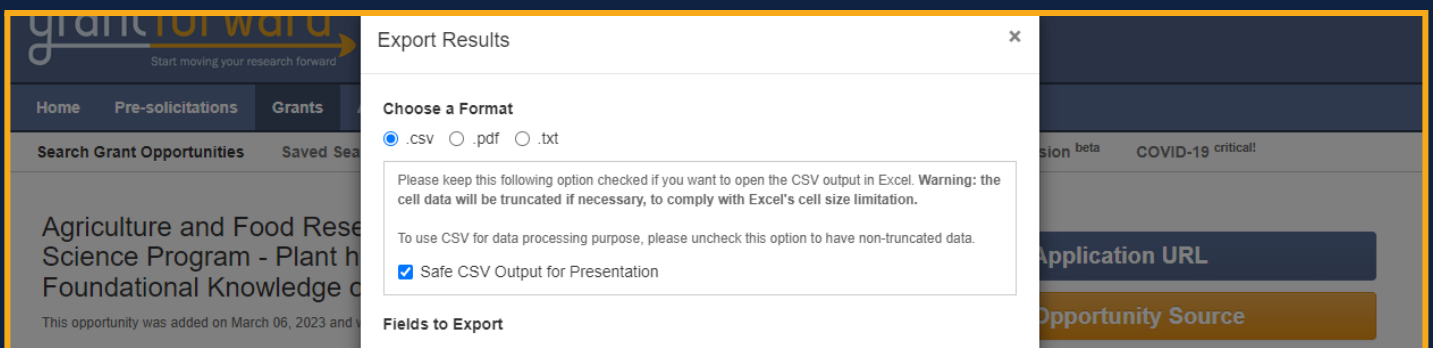 grantforward
Start moving your research forward
Export Results
×
Home Pre-solicitations Grants
Choose a Format
.csv .pdf .txt
Search Grant Opportunities Saved Sea
sion beta COVID-19 critical!
Please keep this following option checked if you want to open the CSV output in Excel. Warning: the
cell data will be truncated if necessary, to comply with Excel's cell size limitation.
To use CSV for data processing purpose, please uncheck this option to have non-truncated data.
Safe CSV Output for Presentation
Fields to Export
Agriculture and Food Rese
Science Program - Plant h
Foundational Knowledge o
This opportunity was added on March 06, 2023 and
Application URL
Opportunity Source